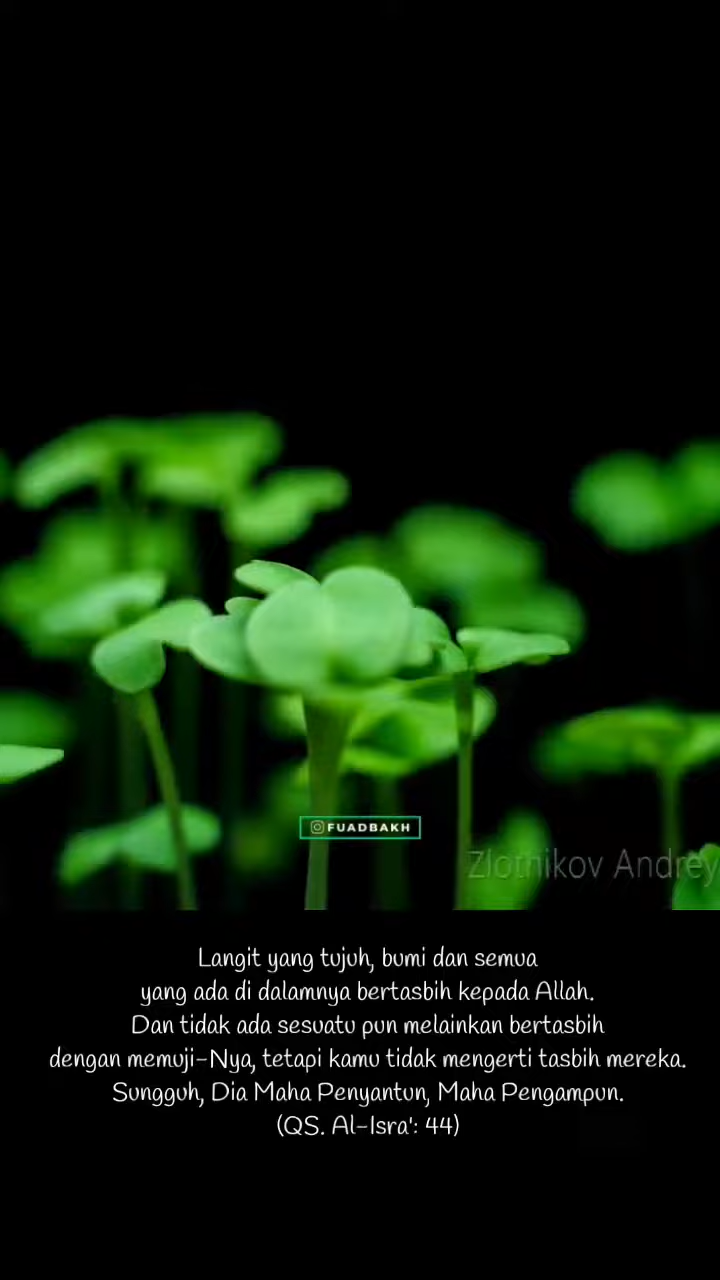 FUADBAKH
Zlotnikov Andrey
Langit yang tujuh, bumi dan semua
yang ada di dalamnya bertasbih kepada Allah.
Dan tidak ada sesuatu pun melainkan bertasbih
dengan memuji-Nya, tetapi kamu tidak mengerti tasbih mereka.
Sungguh, Dia Maha Penyantun, Maha Pengampun.
(QS. Al-Isra': 44)